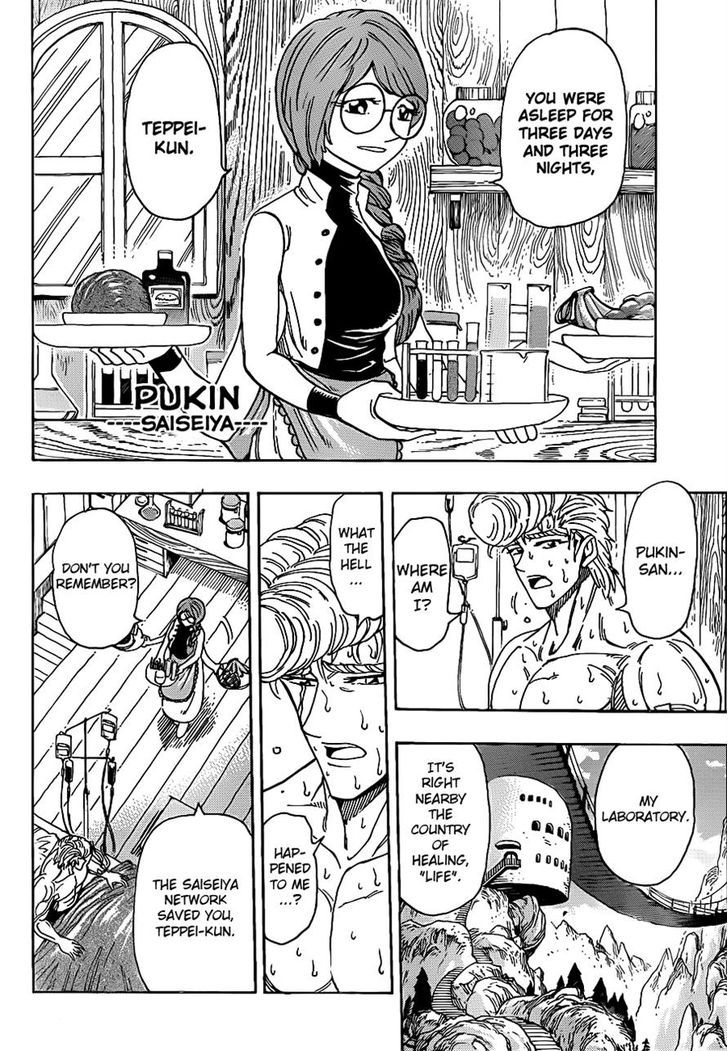 YOU WERE
ASLEEP FOR
THREE DAYS
AND THREE
NIGHTS,
TEPPEI-
KUN.
PUKIN
----SAISEIYA----
PUKIN-
SAN...
WHERE
AM
I?
MY
LABORATORY.
IT'S
RIGHT
NEARBY
THE
COUNTRY
OF
HEALING,
"LIFE".
WHAT
THE
HELL
...
HAP-
PENED
TO ME
...?
DON'T YOU
REMEMBER?
THE SAISEIYA
NETWORK
SAVED YOU,
TEPPEI-KUN.